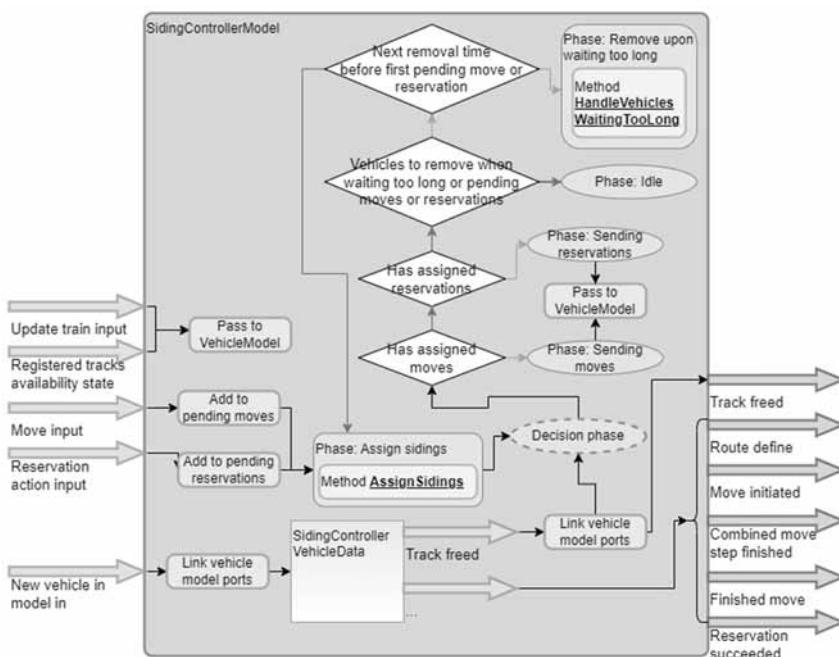 SidingControllerModel
Next removal time
before first pending move or
reservation
Phase: Remove upon
waiting too long
Method
HandleVehicles
WaitingTooLong
Vehicles to remove when
waiting too long or pending
moves or reservations
Phase: Idle
Phase: Sending
reservations
Has assigned
reservations
Pass to
VehicleModel
Has assigned
moves
Phase: Sending
moves
Update train input
Pass to
VehicleModel
Registered tracks
availability state
Move input
Add to
pending moves
Reservation
action input
Add to pending
reservations
Phase: Assign sidings
Method AssignSidings
Decision phase
New vehicle in
model in
Link vehicle
model ports
SidingController
VehicleData
Track freed
...
Link vehicle
model ports
Track freed
Route define
Move initiated
Combined move
step finished
Finished move
Reservation
succeeded